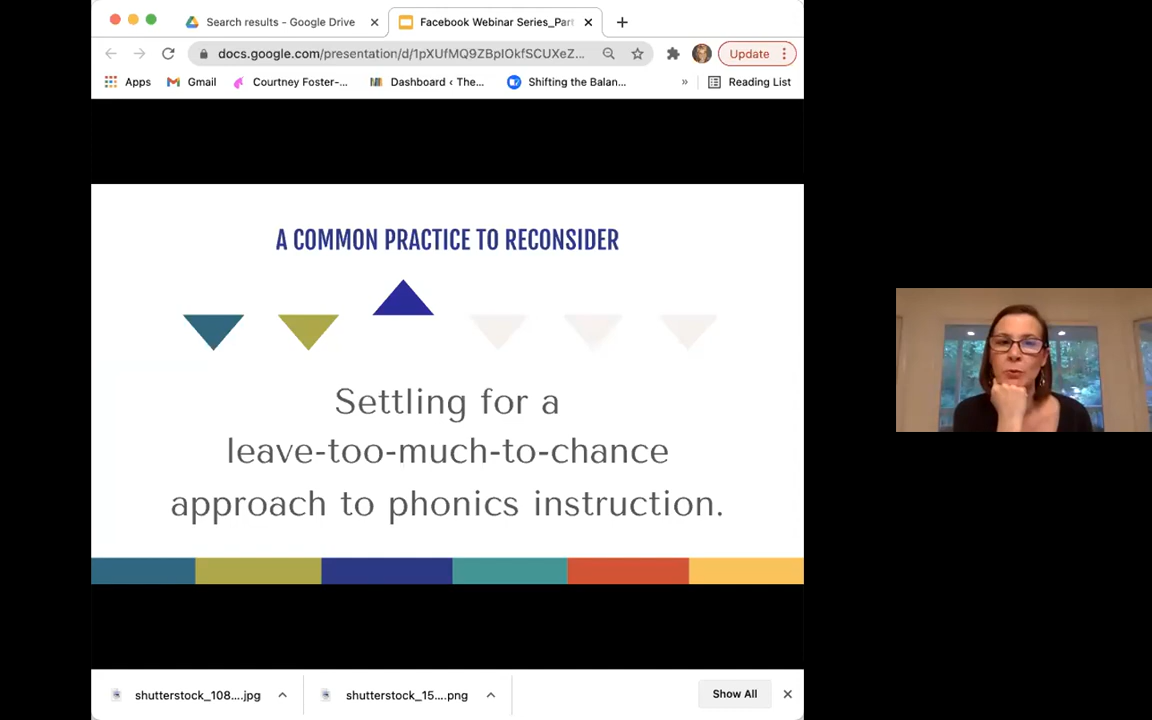 Search results - Google Drive
Facebook Webinar Series_Part
docs.google.com/presentation/d/1pXUfMQ9ZBpIOkfSCUXeZ...
Update
Apps
Gmail
Courtney Foster-...
Dashboard ‹ The...
Shifting the Balan...
»
Reading List
A COMMON PRACTICE TO RECONSIDER
Settling for a
leave-too-much-to-chance
approach to phonics instruction.
shutterstock_108....jpg
shutterstock_15....png
Show All